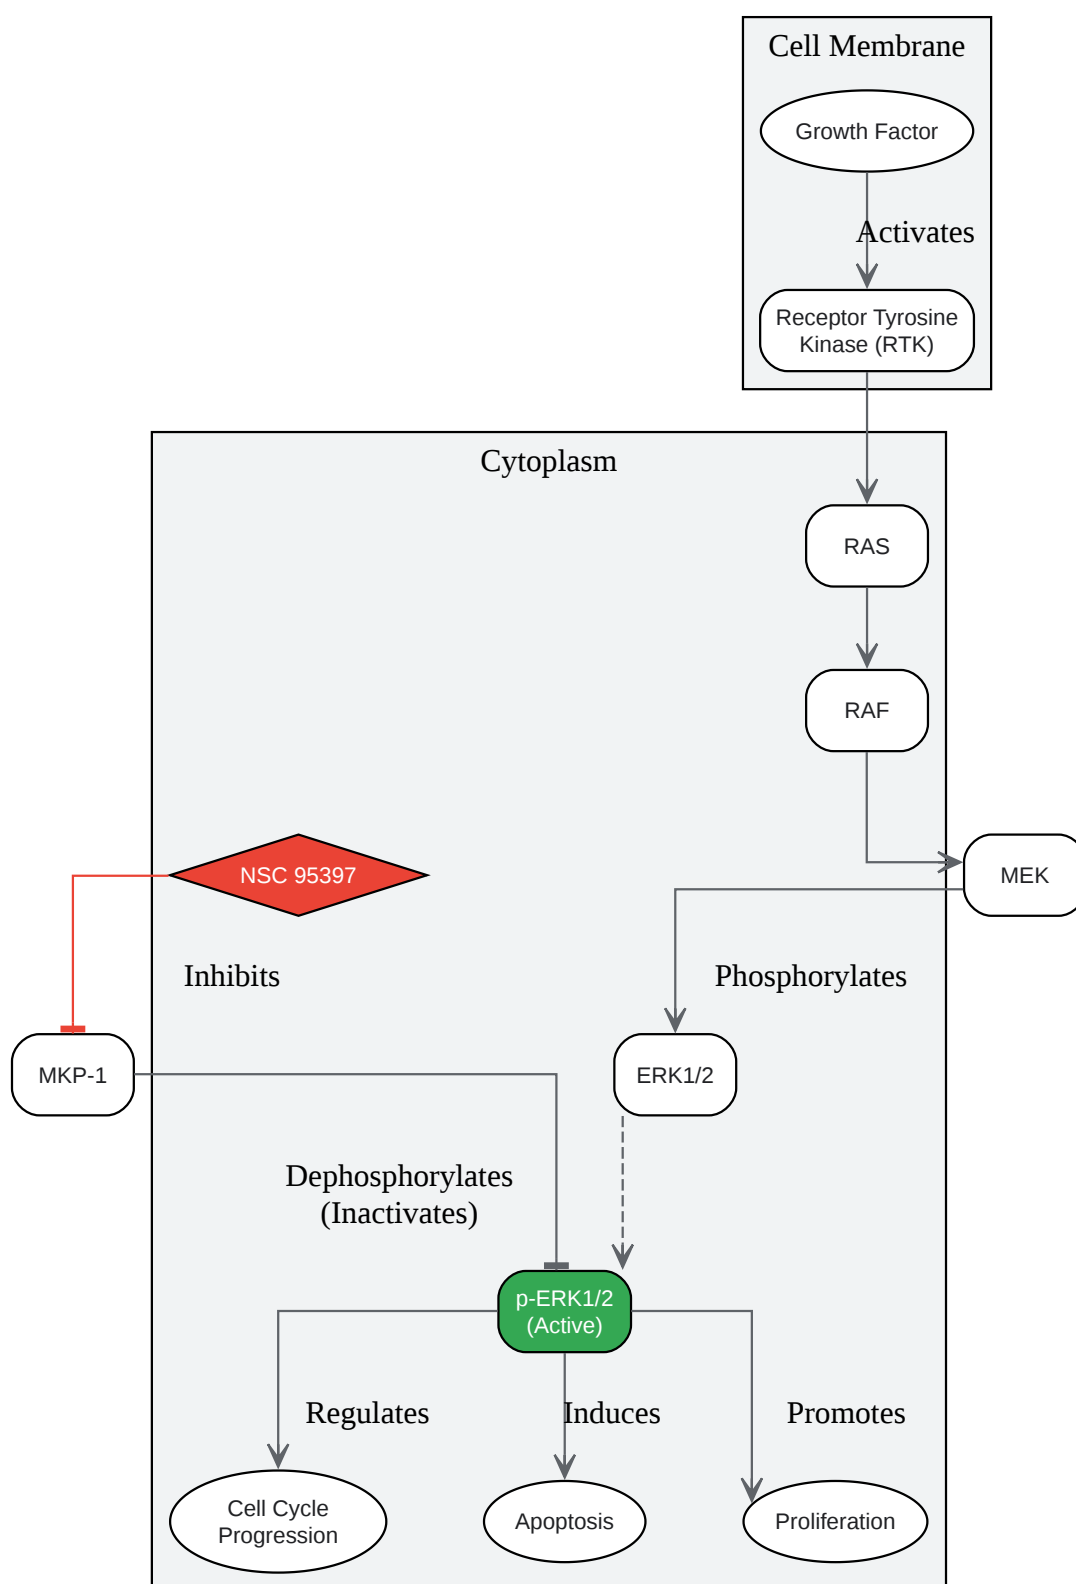 Cell Membrane
Growth Factor
Activates
Receptor Tyrosine
Kinase (RTK)
Cytoplasm
RAS
RAF
NSC 95397
MEK
Inhibits
Phosphorylates
MKP-1
ERK1/2
Dephosphorylates
(Inactivates)
p-ERK1/2
(Active)
Regulates
Induces
Promotes
Cell Cycle
Progression
Apoptosis
Proliferation